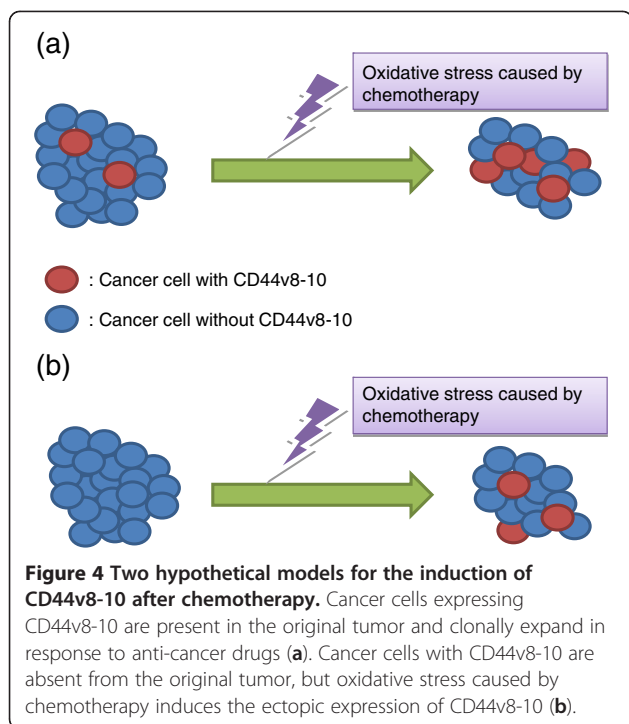 (a)
Oxidative stress caused by
chemotherapy
: Cancer cell with CD44v8-10
: Cancer cell without CD44v8-10
(b)
Oxidative stress caused by
chemotherapy
Figure 4 Two hypothetical models for the induction of
CD44v8-10 after chemotherapy. Cancer cells expressing
CD44v8-10 are present in the original tumor and clonally expand in
response to anti-cancer drugs (a). Cancer cells with CD44v8-10 are
absent from the original tumor, but oxidative stress caused by
chemotherapy induces the ectopic expression of CD44v8-10 (b).